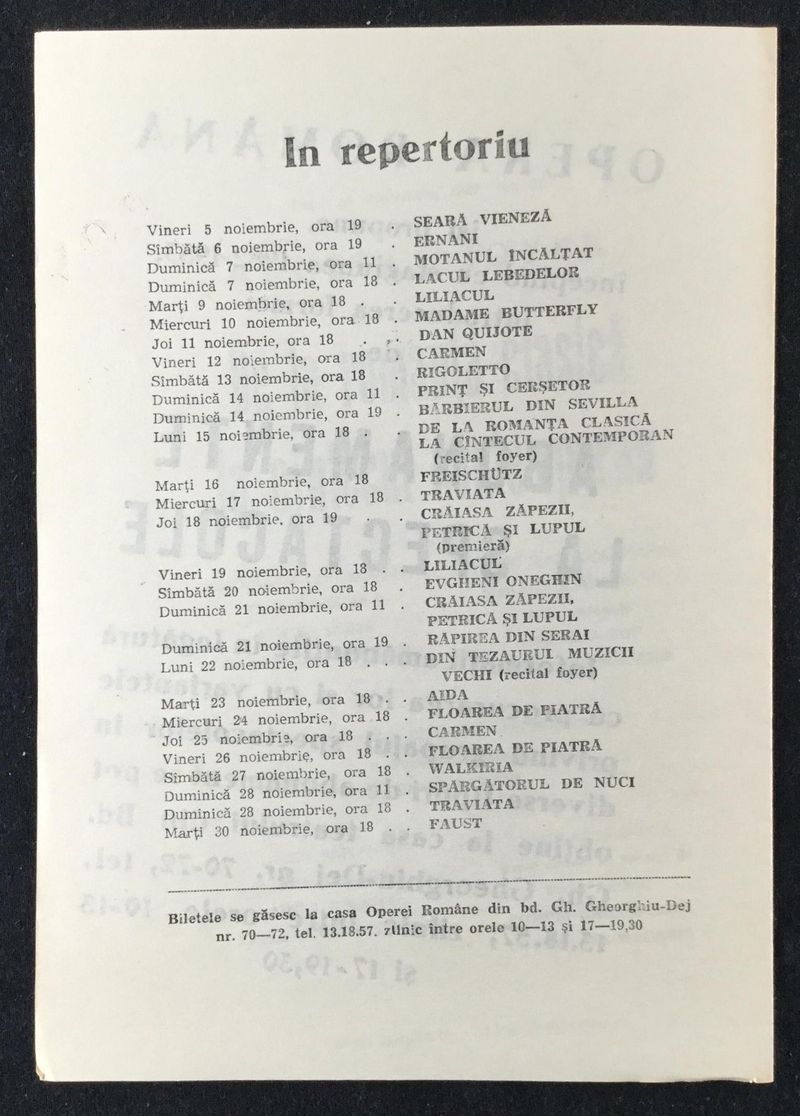 In repertoriu
Vineri 5 noiembrie, ora 19 . SEARĂ VIENEZĂ
Sîmbătă 6 noiembrie, ora 19 . ERNANI
Duminică 7 noiembrie, ora 11 . MOTANUL ÎNCĂLȚAT
Duminică 7 noiembrie, ora 18 . LACUL LEBEDELOR
Marți 9 noiembrie, ora 18 . . LILIACUL
Miercuri 10 noiembrie, ora 18 . MADAME BUTTERFLY
Joi 11 noiembrie, ora 18 . . . DAN QUIJOTE
Vineri 12 noiembrie, ora 18 . CARMEN
Sîmbătă 13 noiembrie, ora 18 . RIGOLETTO
Duminică 14 noiembrie, ora 11 . PRINȚ ȘI CERȘETOR
Duminică 14 noiembrie, ora 19 . BĂRBIERUL DIN SEVILLA
Luni 15 noiembrie, ora 18 . . DE LA ROMANȚA CLASICĂ
LA CÎNTECUL CONTEMPORAN
(recital foyer)
Marți 16 noiembrie, ora 18 FREISCHÜTZ
Miercuri 17 noiembrie, ora 18 . TRAVIATA
Joi 18 noiembrie, ora 19 . . CRĂIASA ZĂPEZII,
PETRICĂ ȘI LUPUL
(premieră)
Vineri 19 noiembrie, ora 18 . . LILIACUL
Sîmbătă 20 noiembrie, ora 18 . EVGHENI ONEGHIN
Duminică 21 noiembrie, ora 11 . CRĂIASA ZĂPEZII,
PETRICĂ ȘI LUPUL
Duminică 21 noiembrie, ora 19 . RĂPIREA DIN SERAI
Luni 22 noiembrie, ora 18 . . . DIN TEZAURUL MUZICII
VECHI (recital foyer)
Marți 23 noiembrie, ora 18 . . AIDA
Miercuri 24 noiembrie, ora 18 . FLOAREA DE PIATRĂ
Joi 25 noiembrie, ora 18 . . . CARMEN
Vineri 26 noiembrie, ora 18 . . FLOAREA DE PIATRĂ
Sîmbătă 27 noiembrie, ora 18 . WALKIRIA
Duminică 28 noiembrie, ora 11 . SPĂRGĂTORUL DE NUCI
Duminică 28 noiembrie, ora 18 . TRAVIATA
Marți 30 noiembrie, ora 18 . . FAUST
Biletele se găsesc la casa Operei Române din bd. Gh. Gheorghiu-Dej
nr. 70—72, tel. 13.18.57. zilnic între orele 10—13 și 17—19,30